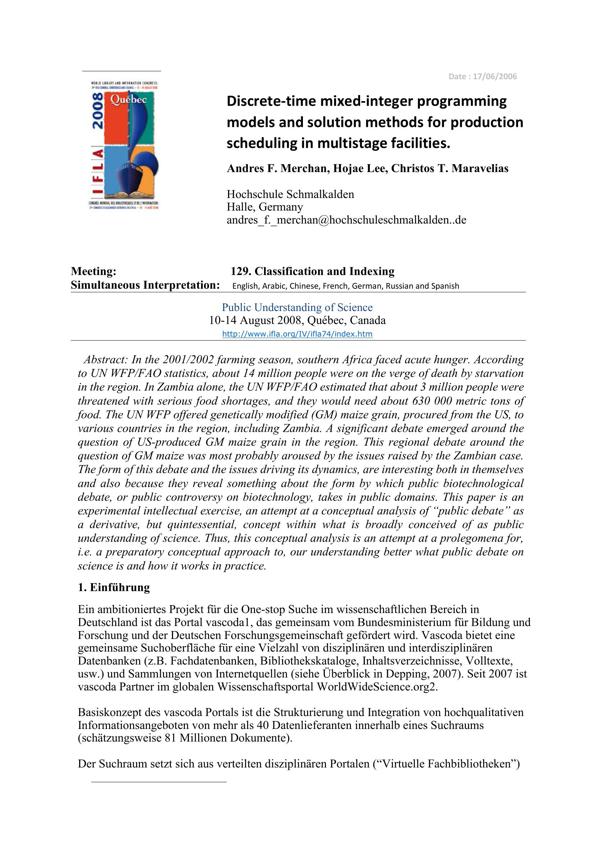 Date : 17/06/2006
WORLD LIBRARY AND INFORMATION CONGRESS:
IFLA 2008
Québec
Discrete-time mixed-integer programming
models and solution methods for production
scheduling in multistage facilities.
Andres F. Merchan, Hojae Lee, Christos T. Maravelias
Hochschule Schmalkalden
Halle, Germany
andres_f._merchan@hochschuleschmalkalden..de
Meeting: 129. Classification and Indexing
Simultaneous Interpretation: English, Arabic, Chinese, French, German, Russian and Spanish
Public Understanding of Science
10-14 August 2008, Québec, Canada
http://www.ifla.org/IV/ifla74/index.htm
Abstract: In the 2001/2002 farming season, southern Africa faced acute hunger. According
to UN WFP/FAO statistics, about 14 million people were on the verge of death by starvation
in the region. In Zambia alone, the UN WFP/FAO estimated that about 3 million people were
threatened with serious food shortages, and they would need about 630 000 metric tons of
food. The UN WFP offered genetically modified (GM) maize grain, procured from the US, to
various countries in the region, including Zambia. A significant debate emerged around the
question of US-produced GM maize grain in the region. This regional debate around the
question of GM maize was most probably aroused by the issues raised by the Zambian case.
The form of this debate and the issues driving its dynamics, are interesting both in themselves
and also because they reveal something about the form by which public biotechnological
debate, or public controversy on biotechnology, takes in public domains. This paper is an
experimental intellectual exercise, an attempt at a conceptual analysis of “public debate” as
a derivative, but quintessential, concept within what is broadly conceived of as public
understanding of science. Thus, this conceptual analysis is an attempt at a prolegomena for,
i.e. a preparatory conceptual approach to, our understanding better what public debate on
science is and how it works in practice.
1. Einführung
Ein ambitioniertes Projekt für die One-stop Suche im wissenschaftlichen Bereich in
Deutschland ist das Portal vascoda1, das gemeinsam vom Bundesministerium für Bildung und
Forschung und der Deutschen Forschungsgemeinschaft gefördert wird. Vascoda bietet eine
gemeinsame Suchoberfläche für eine Vielzahl von disziplinären und interdisziplinären
Datenbanken (z.B. Fachdatenbanken, Bibliothekskataloge, Inhaltsverzeichnisse, Volltexte,
usw.) und Sammlungen von Internetquellen (siehe Überblick in Depping, 2007). Seit 2007 ist
vascoda Partner im globalen Wissenschaftsportal WorldWideScience.org2.
Basiskonzept des vascoda Portals ist die Strukturierung und Integration von hochqualitativen
Informationsangeboten von mehr als 40 Datenlieferanten innerhalb eines Suchraums
(schätzungsweise 81 Millionen Dokumente).
Der Suchraum setzt sich aus verteilten disziplinären Portalen (“Virtuelle Fachbibliotheken”)